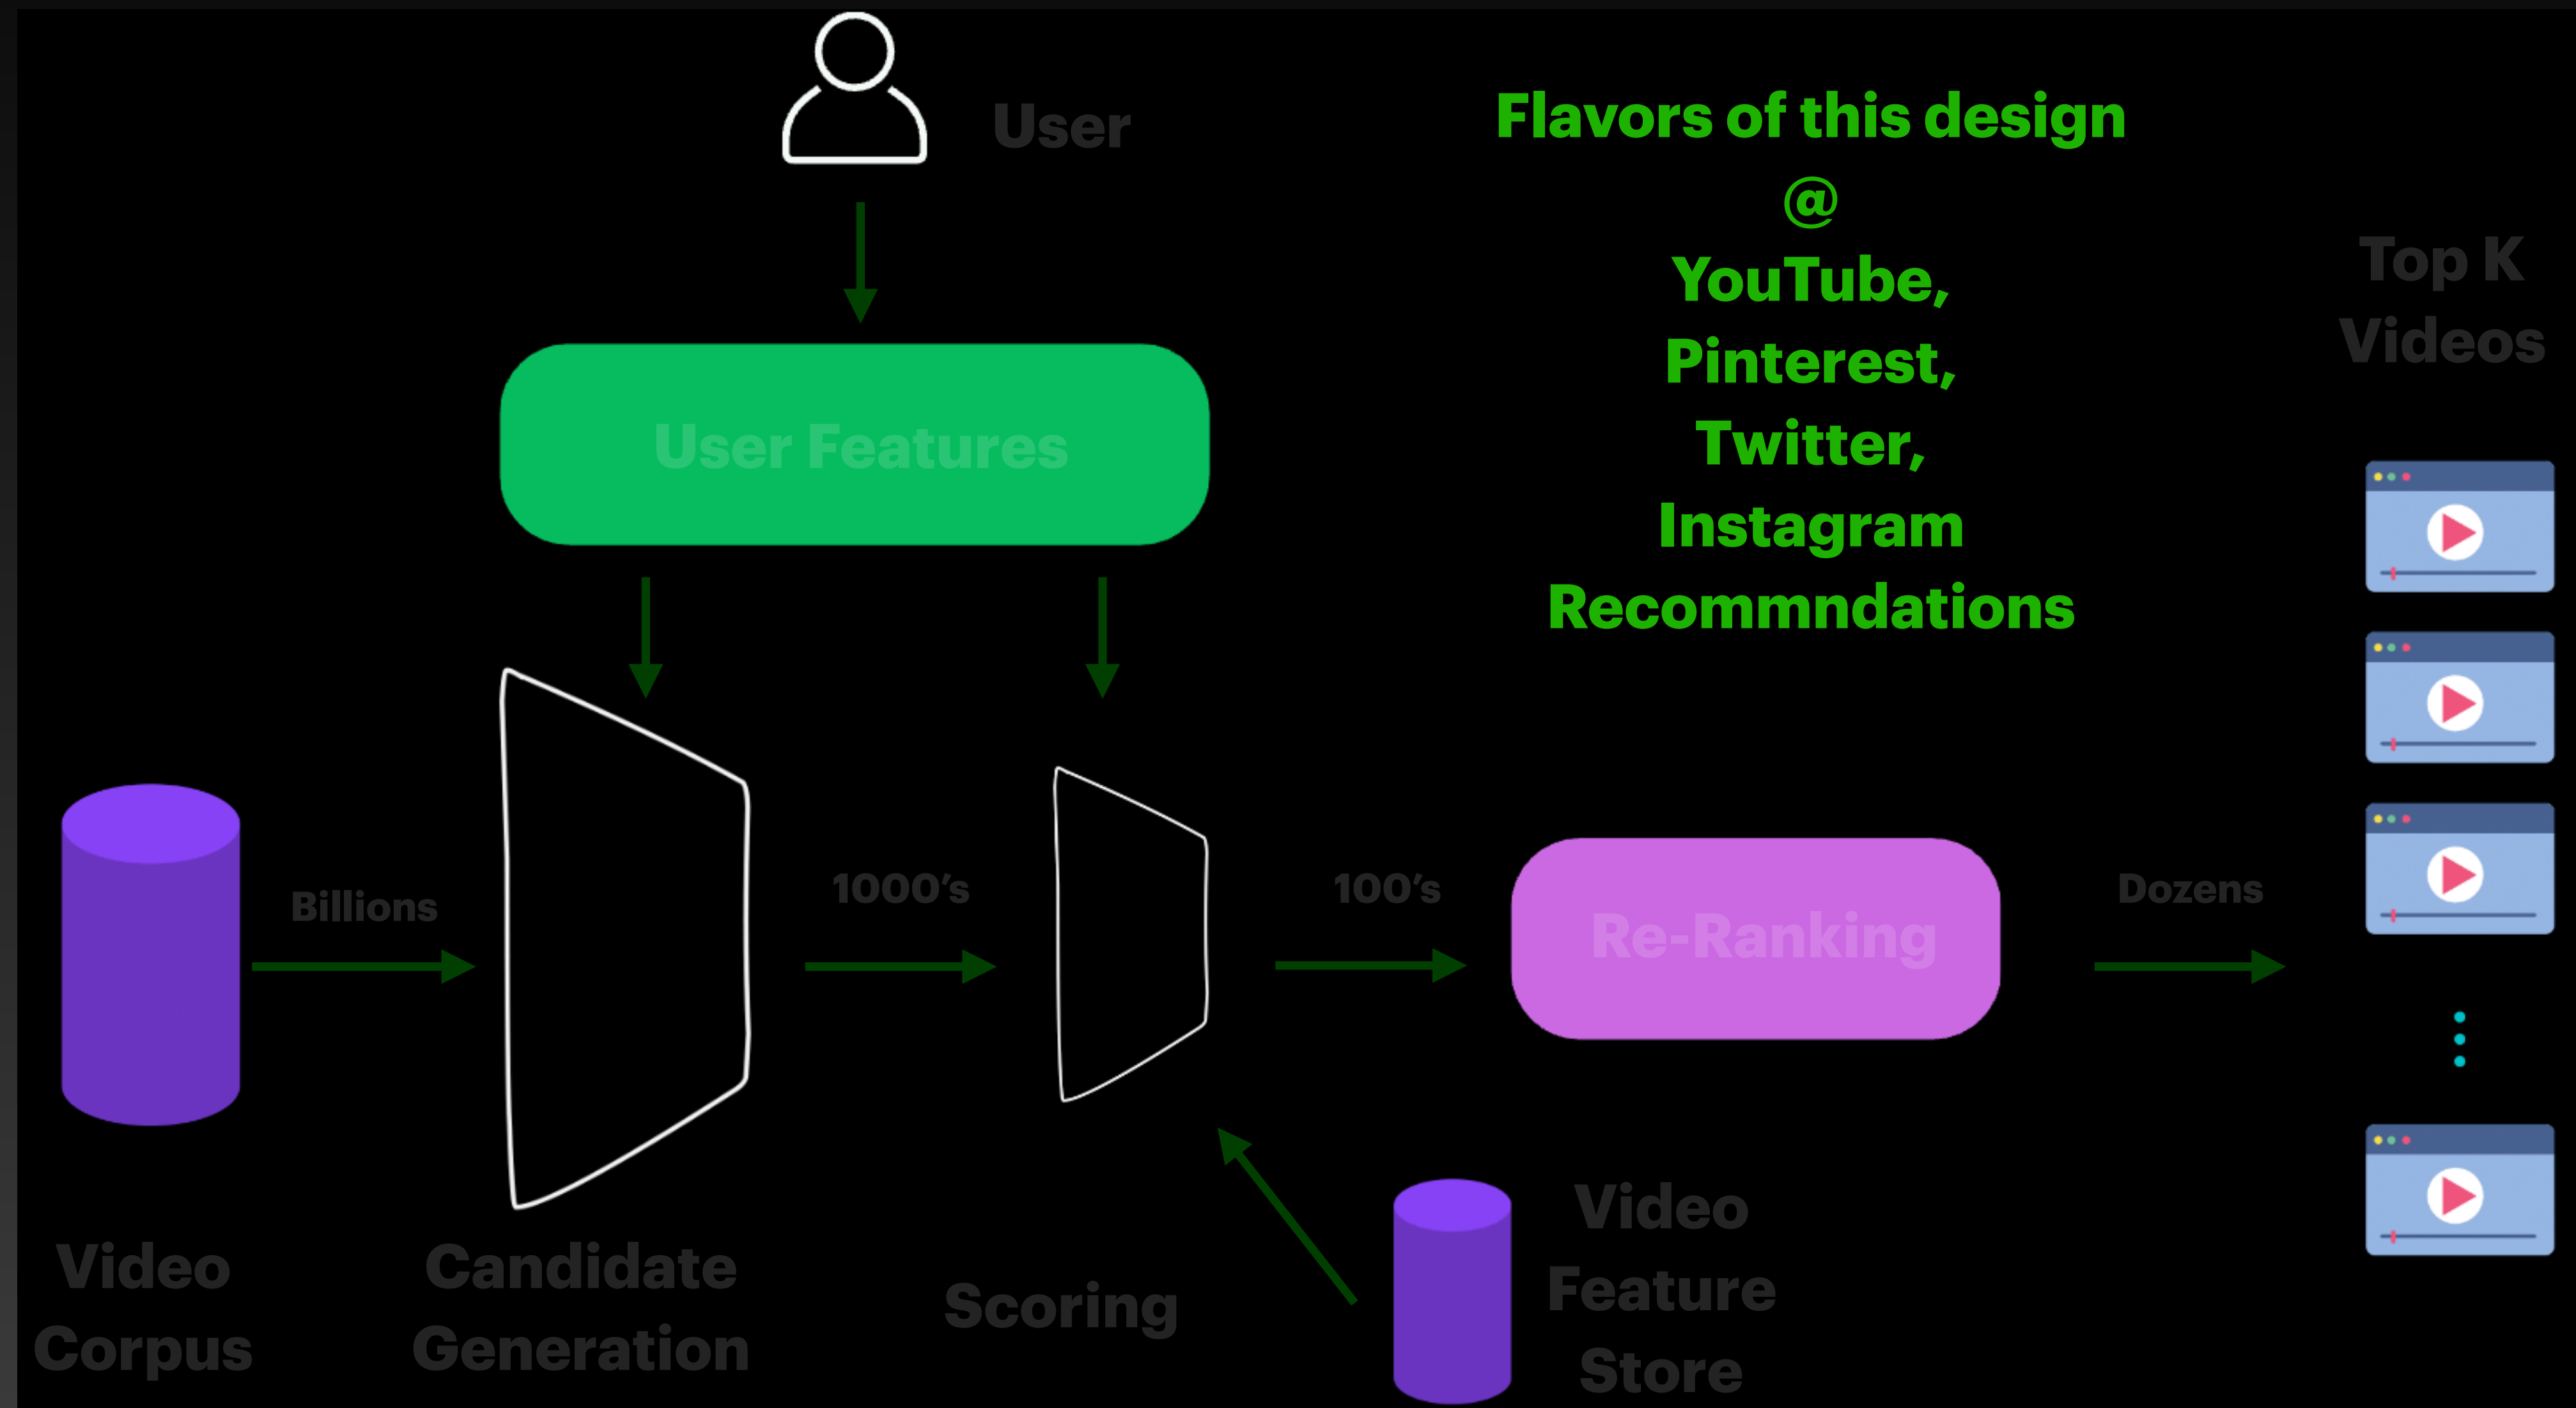 User
Flavors of this design
@
YouTube,
Pinterest,
Twitter,
Instagram
Recommndations
Top K
Videos
User Features
Billions
1000's
100's
Re-Ranking
Dozens
Video
Corpus
Candidate
Generation
Scoring
Video
Feature
Store